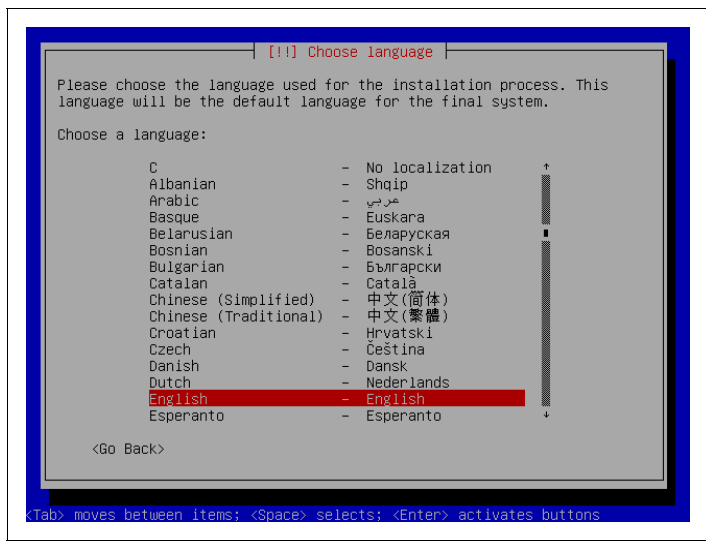 [!!] Choose language
Please choose the language used for the installation process. This
language will be the default language for the final system.
Choose a language:
C - No localization ↑
Albanian - Shqip
Arabic - عربي
Basque - Euskara
Belarusian - Беларуская
Bosnian - Bosanski
Bulgarian - Български
Catalan - Català
Chinese (Simplified) - 中文(简体)
Chinese (Traditional) - 中文(繁體)
Croatian - Hrvatski
Czech - Čeština
Danish - Dansk
Dutch - Nederlands
English - English
Esperanto - Esperanto ↓
<Go Back>
<Tab> moves between items; <Space> selects; <Enter> activates buttons